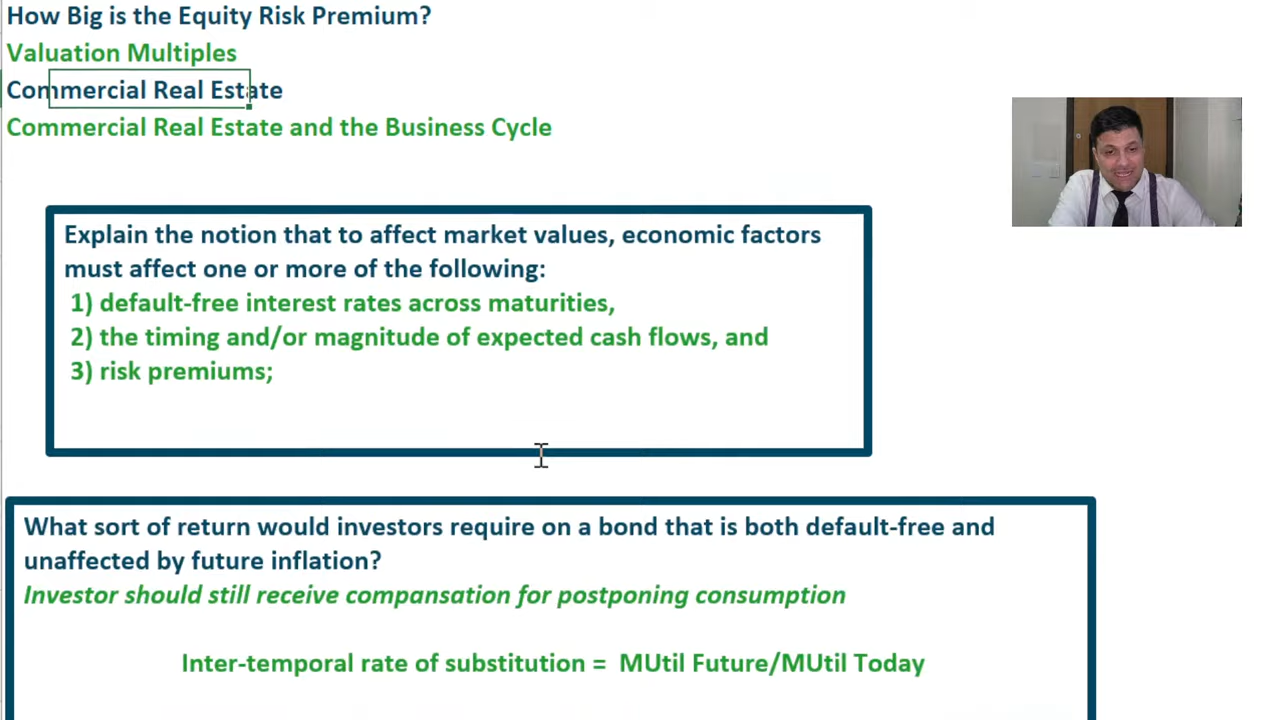 How Big is the Equity Risk Premium?
Valuation Multiples
Commercial Real Estate
Commercial Real Estate and the Business Cycle
Explain the notion that to affect market values, economic factors
must affect one or more of the following:
1) default-free interest rates across maturities,
2) the timing and/or magnitude of expected cash flows, and
3) risk premiums;
What sort of return would investors require on a bond that is both default-free and
unaffected by future inflation?
Investor should still receive compansation for postponing consumption
Inter-temporal rate of substitution = MUtil Future/MUtil Today